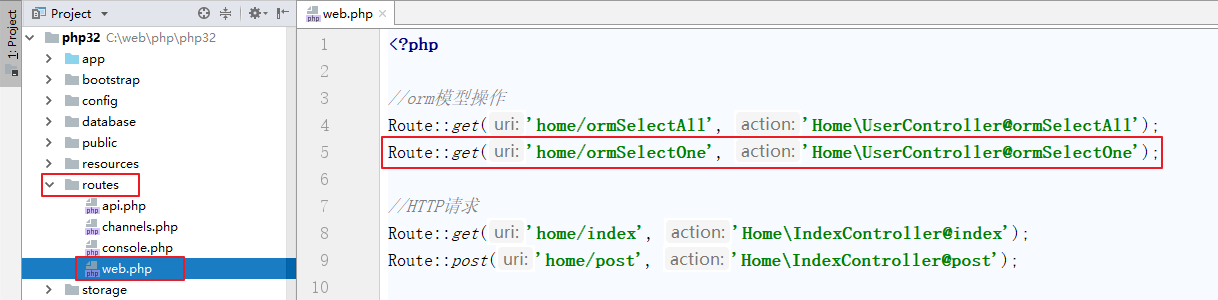 1: Project
Project
php32 C:\web\php\php32
app
bootstrap
config
database
public
resources
routes
api.php
channels.php
console.php
web.php
storage
web.php
1 <?php
2
3 //orm模型操作
4 Route::get( uri: 'home/ormSelectAll', action: 'Home\UserController@ormSelectAll');
5 Route::get( uri: 'home/ormSelectOne', action: 'Home\UserController@ormSelectOne');
6
7 //HTTP请求
8 Route::get( uri: 'home/index', action: 'Home\IndexController@index');
9 Route::post( uri: 'home/post', action: 'Home\IndexController@post');
10